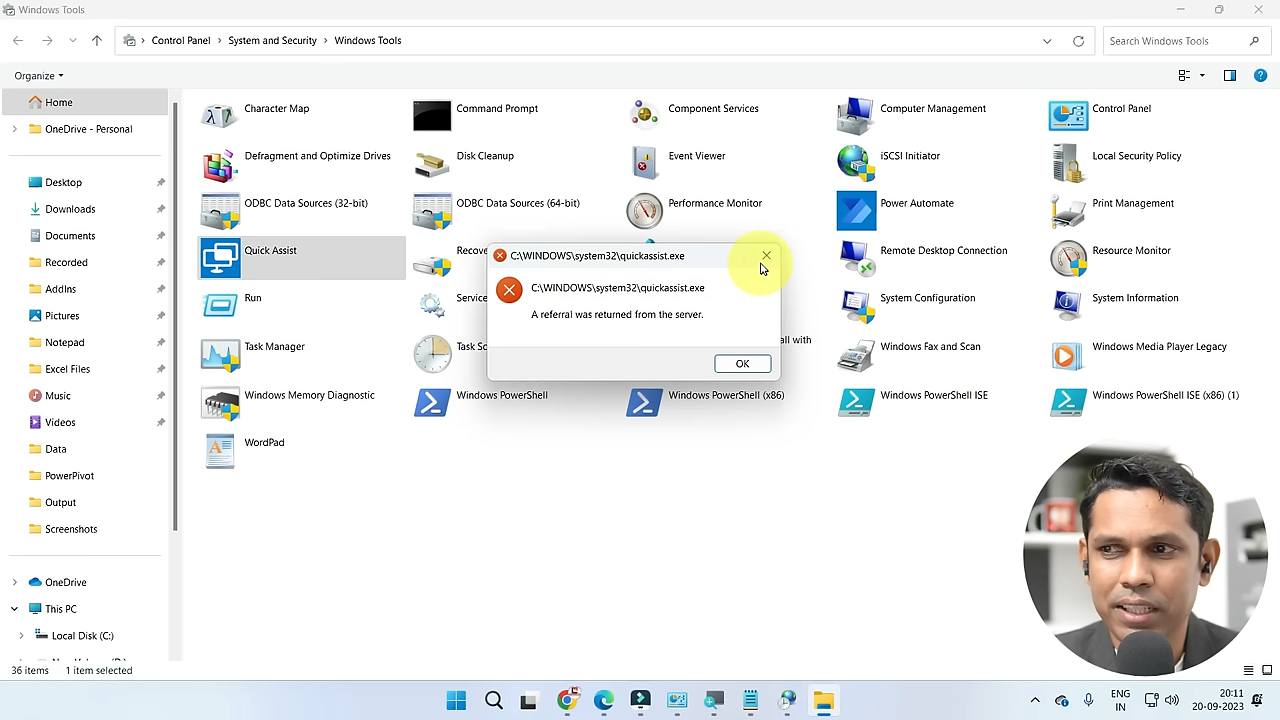 Windows Tools
Control Panel > System and Security > Windows Tools
Search Windows Tools
Organize
Home
OneDrive - Personal
Desktop
Downloads
Documents
Recorded
AddIns
Pictures
Notepad
Excel Files
Music
Videos
Data
PowerPivot
Output
Screenshots
OneDrive
This PC
Local Disk (C:)
Character Map
Command Prompt
Component Services
Computer Management
Control Panel
Defragment and Optimize Drives
Disk Cleanup
Event Viewer
iSCSI Initiator
Local Security Policy
ODBC Data Sources (32-bit)
ODBC Data Sources (64-bit)
Performance Monitor
Power Automate
Print Management
Quick Assist
Recove
Remote Desktop Connection
Resource Monitor
Run
Service
System Configuration
System Information
Task Manager
Task Sc
all with
Windows Fax and Scan
Windows Media Player Legacy
Windows Memory Diagnostic
Windows PowerShell
Windows PowerShell (x86)
Windows PowerShell ISE
Windows PowerShell ISE (x86) (1)
WordPad
C:\WINDOWS\system32\quickassist.exe
C:\WINDOWS\system32\quickassist.exe
A referral was returned from the server.
OK
36 items
1 item selected
ENG
IN
20:11
20-09-2023